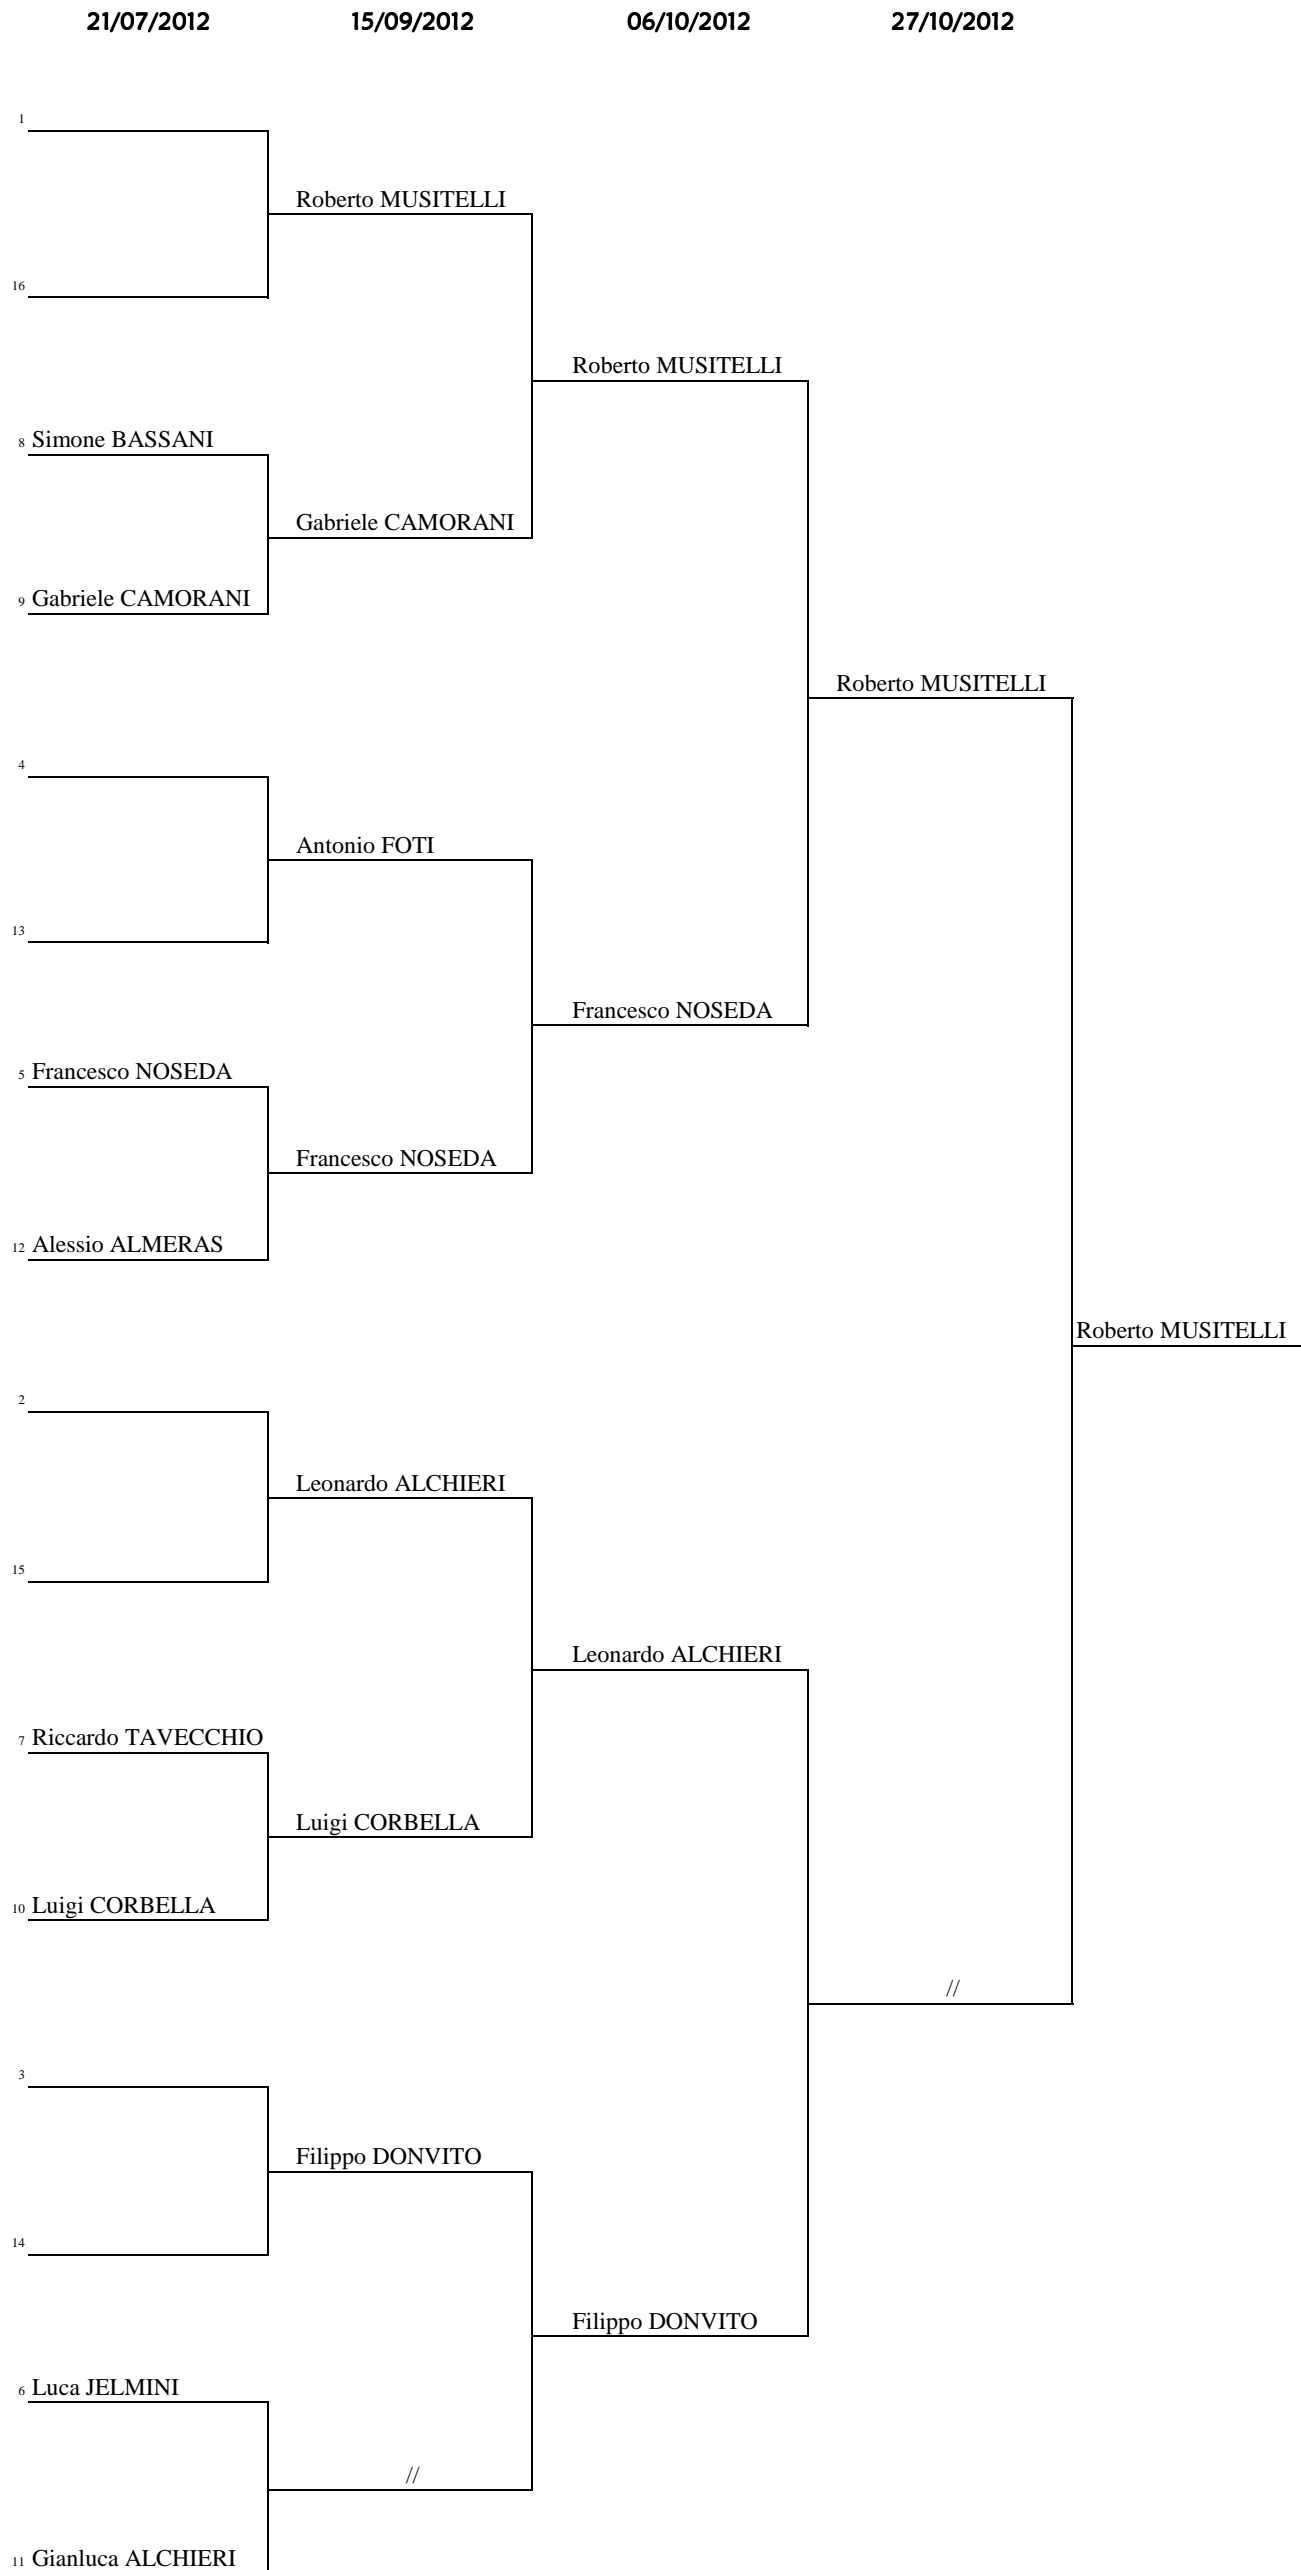 21/07/2012 15/09/2012 06/10/2012 27/10/2012
1
Roberto MUSITELLI
16
Roberto MUSITELLI
8 Simone BASSANI
Gabriele CAMORANI
9 Gabriele CAMORANI
Roberto MUSITELLI
4
Antonio FOTI
13
Francesco NOSEDA
5 Francesco NOSEDA
Francesco NOSEDA
12 Alessio ALMERAS
Roberto MUSITELLI
2
Leonardo ALCHIERI
15
Leonardo ALCHIERI
7 Riccardo TAVECCHIO
Luigi CORBELLA
10 Luigi CORBELLA
//
3
Filippo DONVITO
14
Filippo DONVITO
6 Luca JELMINI
//
11 Gianluca ALCHIERI